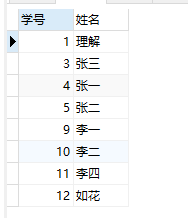 学号 姓名
1 理解
3 张三
4 张一
5 张二
9 李一
10 李二
11 李四
12 如花